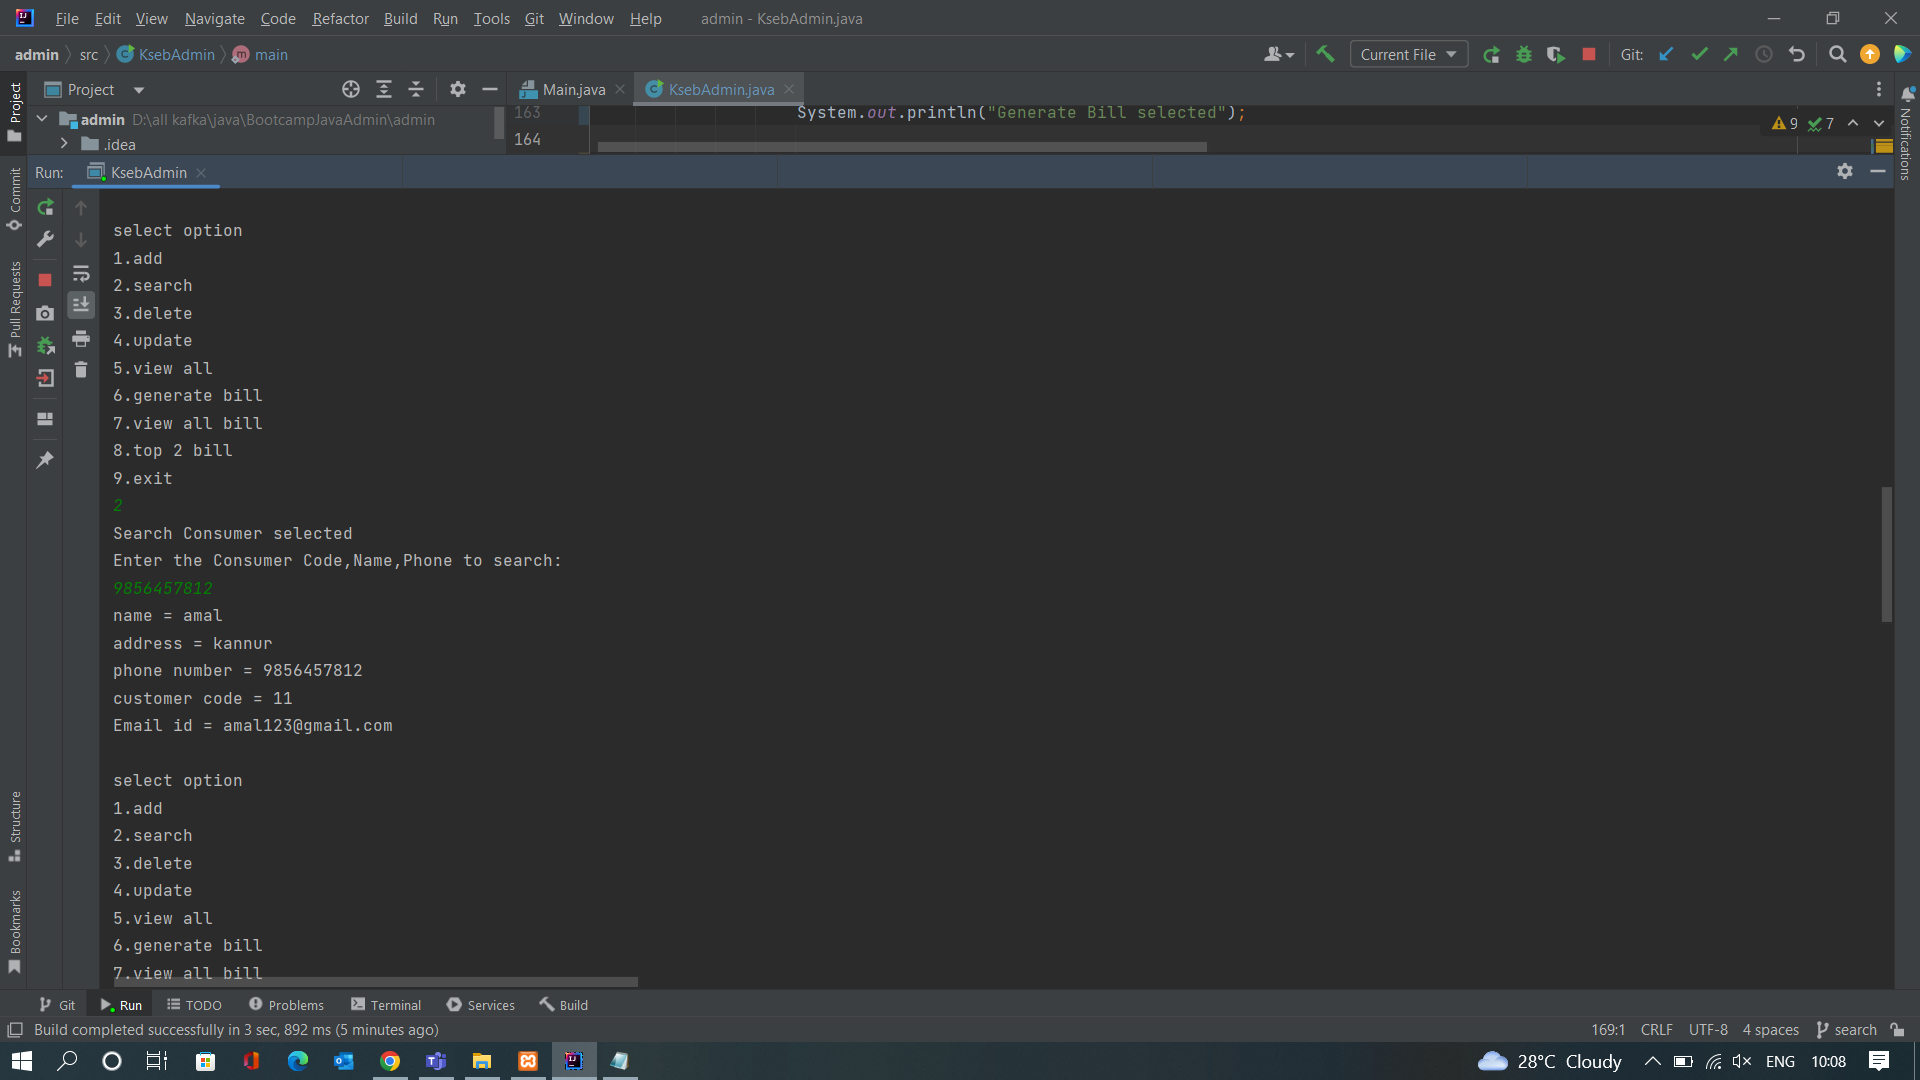 File Edit View Navigate Code Refactor Build Run Tools Git Window Help admin - KsebAdmin.java
admin src KsebAdmin main
Current File
Git:
Project
Main.java
KsebAdmin.java
admin D:\all kafka\java\BootcampJavaAdmin\admin
.idea
163 System.out.println("Generate Bill selected");
164
9 7
Run: KsebAdmin
select option
1.add
2.search
3.delete
4.update
5.view all
6.generate bill
7.view all bill
8.top 2 bill
9.exit
2
Search Consumer selected
Enter the Consumer Code,Name,Phone to search:
9856457812
name = amal
address = kannur
phone number = 9856457812
customer code = 11
Email id = amal123@gmail.com
select option
1.add
2.search
3.delete
4.update
5.view all
6.generate bill
7.view all bill
Project
Commit
Pull Requests
Structure
Bookmarks
Notifications
Git Run TODO Problems Terminal Services Build
Build completed successfully in 3 sec, 892 ms (5 minutes ago)
169:1 CRLF UTF-8 4 spaces search
28°C Cloudy ENG 10:08